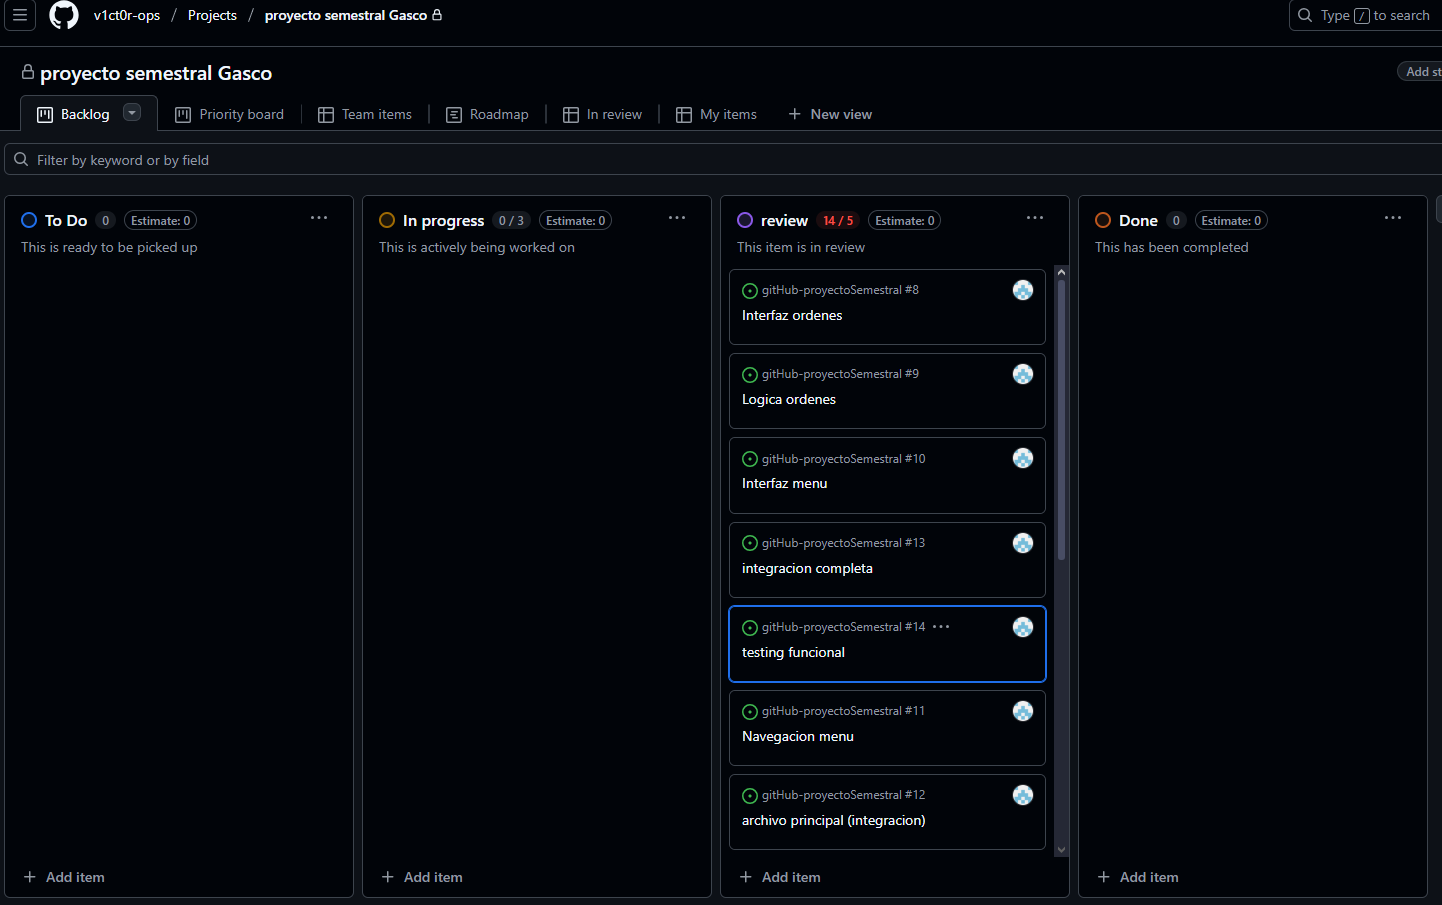 v1ct0r-ops / Projects / proyecto semestral Gasco
Type / to search
proyecto semestral Gasco
Add st
Backlog
Priority board
Team items
Roadmap
In review
My items
New view
Filter by keyword or by field
To Do 0 Estimate: 0
This is ready to be picked up
Add item
In progress 0 / 3 Estimate: 0
This is actively being worked on
Add item
review 14 / 5 Estimate: 0
This item is in review
gitHub-proyectoSemestral #8
Interfaz ordenes
gitHub-proyectoSemestral #9
Logica ordenes
gitHub-proyectoSemestral #10
Interfaz menu
gitHub-proyectoSemestral #13
integracion completa
gitHub-proyectoSemestral #14
testing funcional
gitHub-proyectoSemestral #11
Navegacion menu
gitHub-proyectoSemestral #12
archivo principal (integracion)
Add item
Done 0 Estimate: 0
This has been completed
Add item